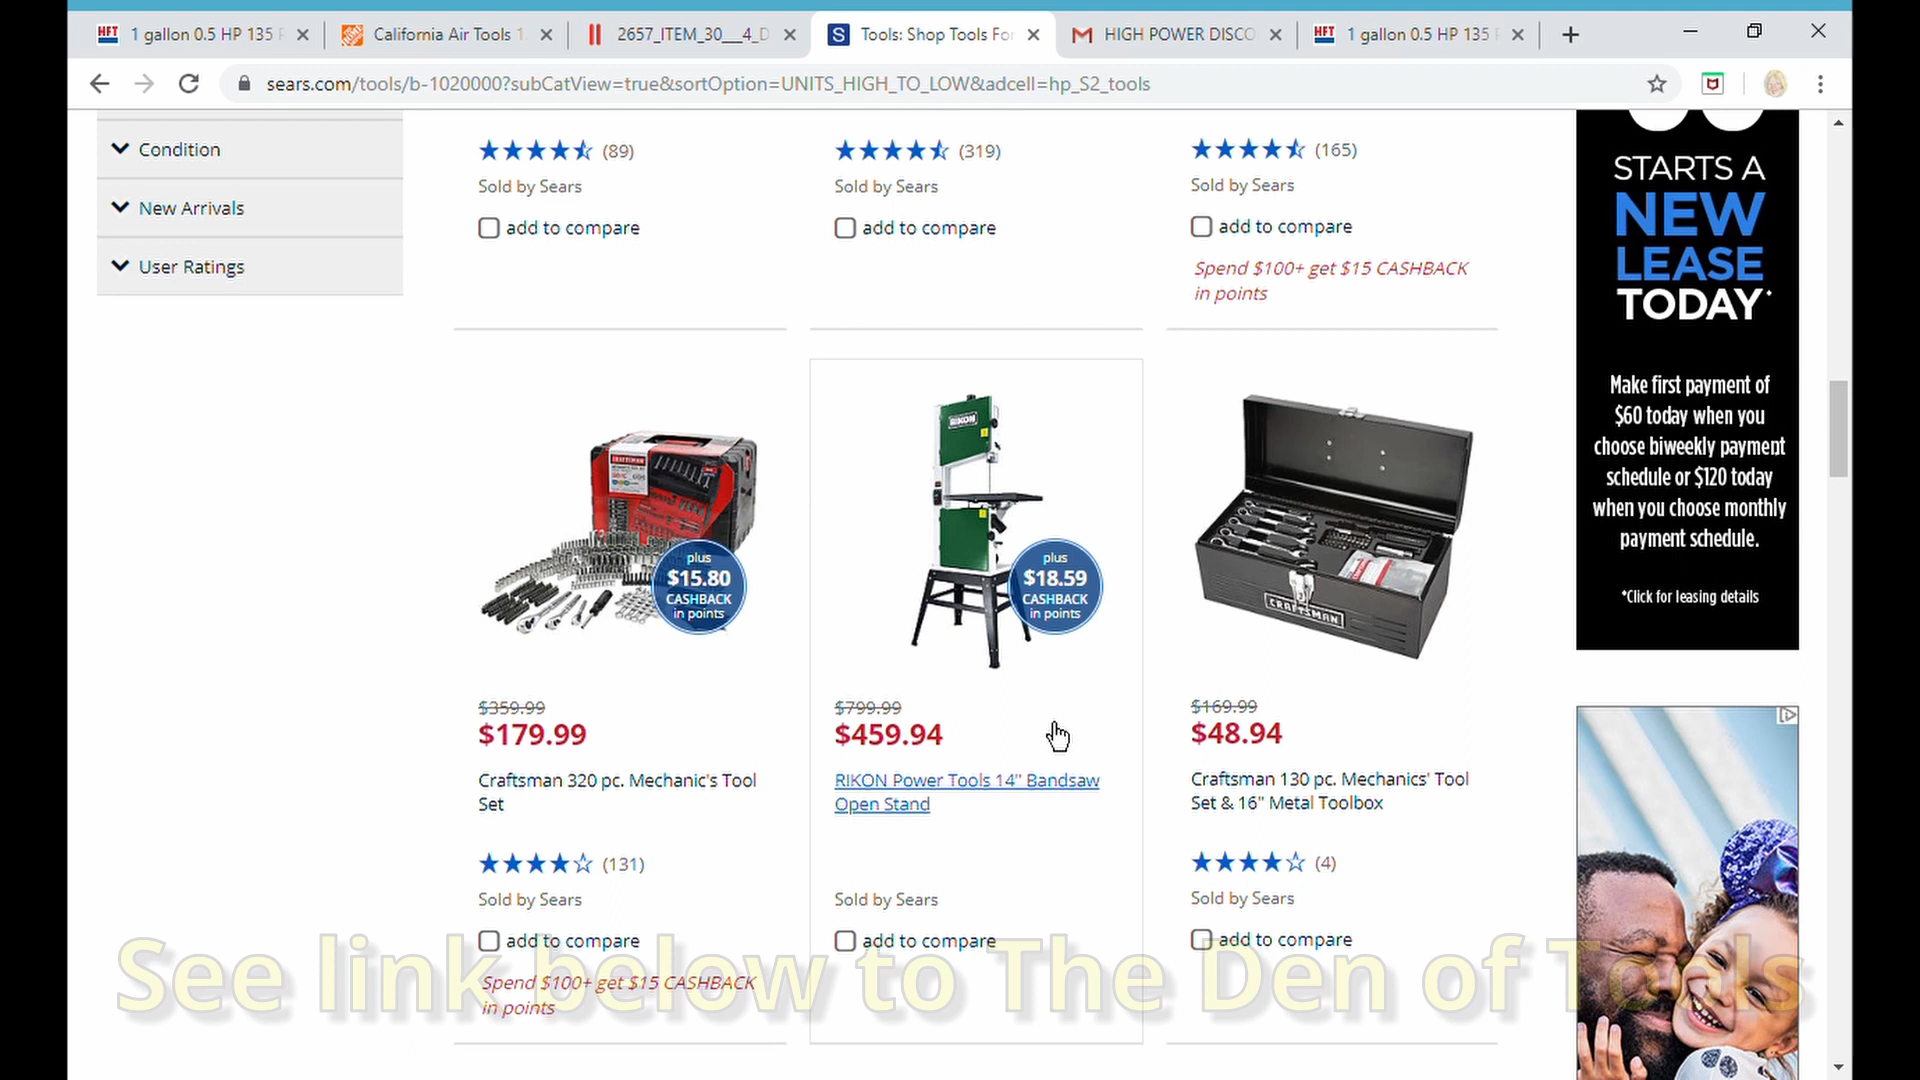 1 gallon 0.5 HP 135 P
California Air Tools 1
2657_ITEM_30___4_D
Tools: Shop Tools For
HIGH POWER DISCO
1 gallon 0.5 HP 135 P
sears.com/tools/b-1020000?subCatView=true&sortOption=UNITS_HIGH_TO_LOW&adcell=hp_S2_tools
Condition
New Arrivals
User Ratings
(89)
Sold by Sears
add to compare
(319)
Sold by Sears
add to compare
(165)
Sold by Sears
add to compare
Spend $100+ get $15 CASHBACK
in points
CRAFTSMAN
plus
$15.80
CASHBACK
in points
$359.99
$179.99
Craftsman 320 pc. Mechanic's Tool
Set
(131)
Sold by Sears
add to compare
Spend $100+ get $15 CASHBACK
in points
RIKON
plus
$18.59
CASHBACK
in points
$799.99
$459.94
RIKON Power Tools 14" Bandsaw
Open Stand
Sold by Sears
add to compare
CRAFTSMAN
$169.99
$48.94
Craftsman 130 pc. Mechanics' Tool
Set & 16" Metal Toolbox
(4)
Sold by Sears
add to compare
STARTS A
NEW
LEASE
TODAY*
Make first payment of
$60 today when you
choose biweekly payment
schedule or $120 today
when you choose monthly
payment schedule.
*Click for leasing details
See link below to The Den of Tools